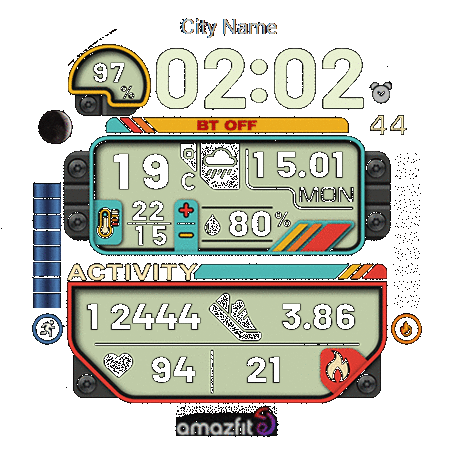 City Name
97 %
02:02
BT OFF
44
19 °C
15.01
MON
22
15
+
-
80 %
ACTIVITY
12444
3.86
94
21
amazfit